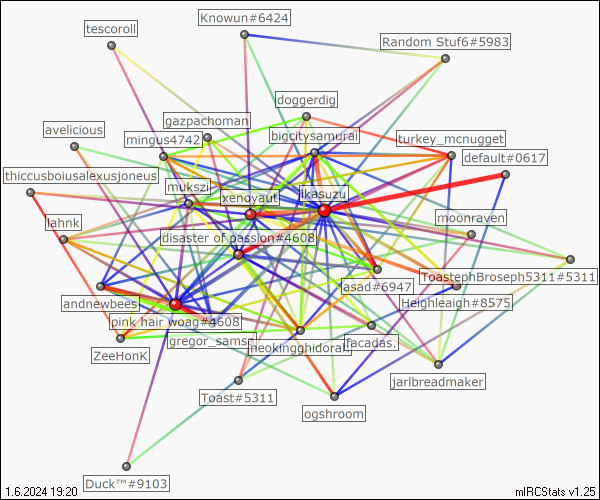 Knowun#6424
tescoroll
Random Stuf6#5983
doggerdig
gazpachoman
avelicious
bigcitysamurai
mingus4742
turkey_mcnugget
default#0617
thiccusboiusalexusjoneus
mukszi
xenoyaut
ikasuzu
moonraven
lahnk
disaster of passion#4608
ToastephBroseph5311#5311
asad#6947
andnewbees
Heighleaigh#8575
pink hair woag#4608
gregor_samsr
neokingghidorah
facadas.
ZeeHonK
jarlbreadmaker
Toast#5311
ogshroom
Duck™#9103
1.6.2024 19:20
mIRCStats v1.25